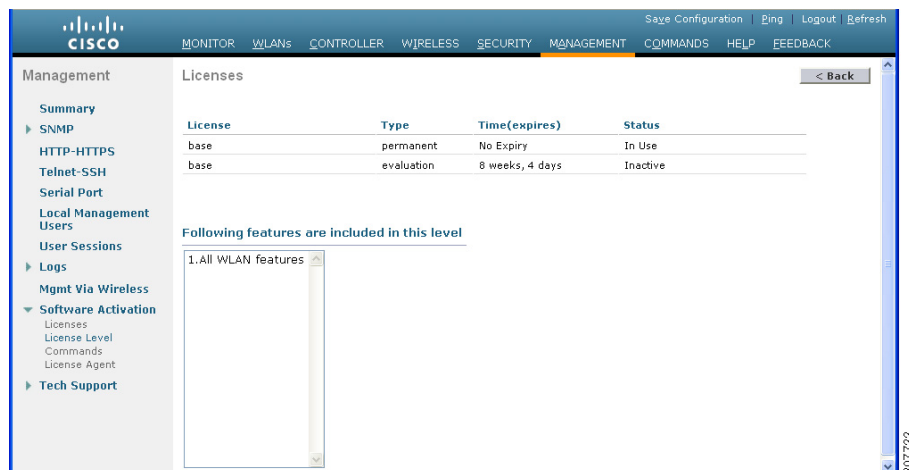 Save Configuration | Ping | Logout | Refresh
CISCO
MONITOR WLANs CONTROLLER WIRELESS SECURITY MANAGEMENT COMMANDS HELP FEEDBACK
Management
Summary
SNMP
HTTP-HTTPS
Telnet-SSH
Serial Port
Local Management
Users
User Sessions
Logs
Mgmt Via Wireless
Software Activation
Licenses
License Level
Commands
License Agent
Tech Support
Licenses
< Back
License Type Time(expires) Status
base permanent No Expiry In Use
base evaluation 8 weeks, 4 days Inactive
Following features are included in this level
1.All WLAN features